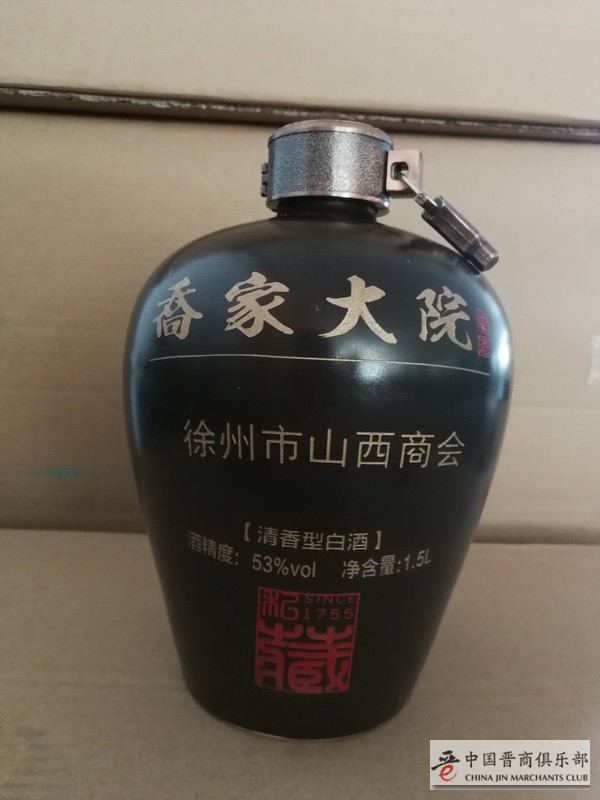 喬家大院
徐州市山西商会
【清香型白酒】
酒精度：53%vol 净含量:1.5L
SINCE
1755
藏
晋 中国晋商俱乐部
CHINA JIN MERCHANTS CLUB